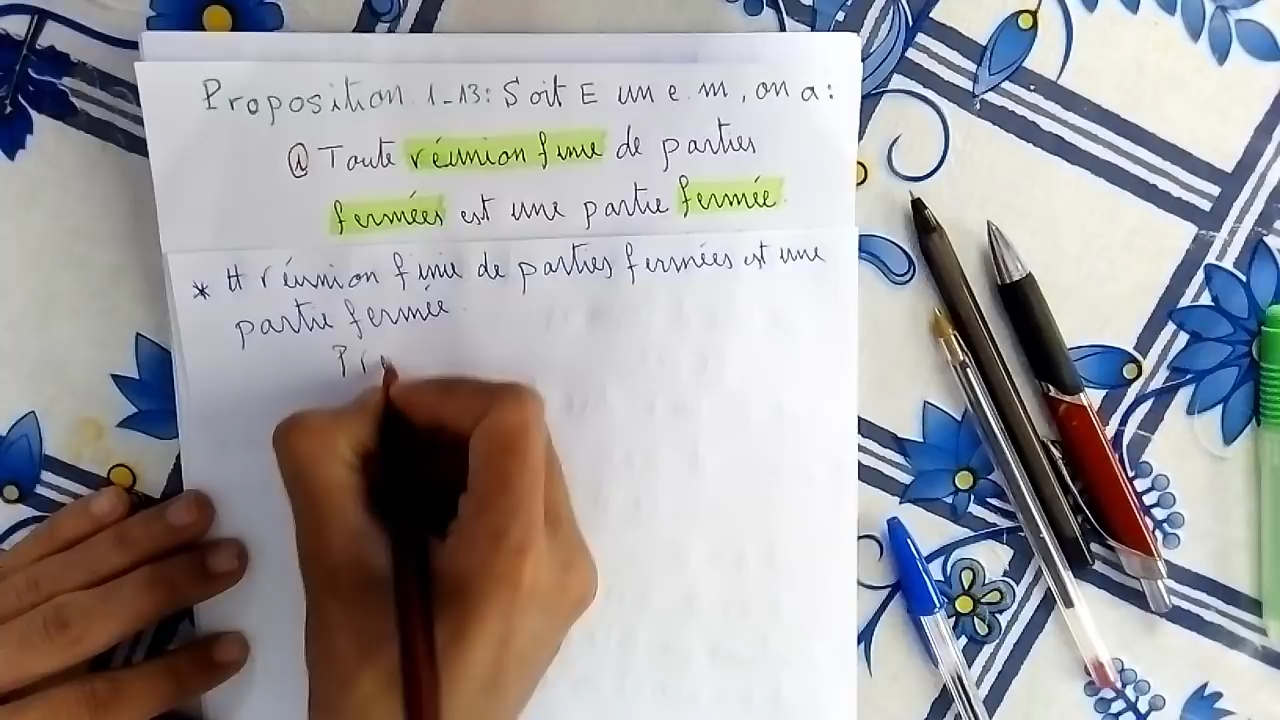 Proposition 1-13: Soit E un e.m, on a:
ⓐ Toute réunion finie de parties
fermées est une partie fermée.
* # réunion finie de parties fermées est une
partie fermée.
Pr